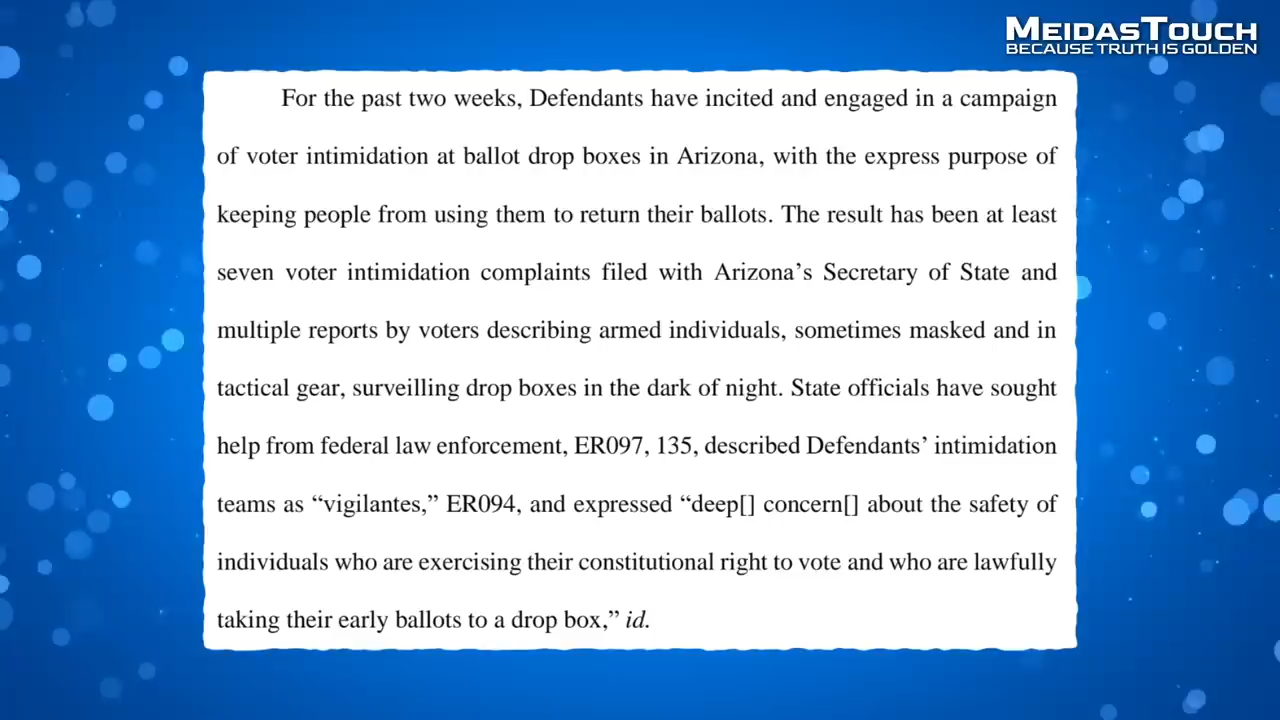 MEIDASTOUCH
BECAUSE TRUTH IS GOLDEN
For the past two weeks, Defendants have incited and engaged in a campaign
of voter intimidation at ballot drop boxes in Arizona, with the express purpose of
keeping people from using them to return their ballots. The result has been at least
seven voter intimidation complaints filed with Arizona’s Secretary of State and
multiple reports by voters describing armed individuals, sometimes masked and in
tactical gear, surveilling drop boxes in the dark of night. State officials have sought
help from federal law enforcement, ER097, 135, described Defendants’ intimidation
teams as “vigilantes,” ER094, and expressed “deep[] concern[] about the safety of
individuals who are exercising their constitutional right to vote and who are lawfully
taking their early ballots to a drop box,” id.